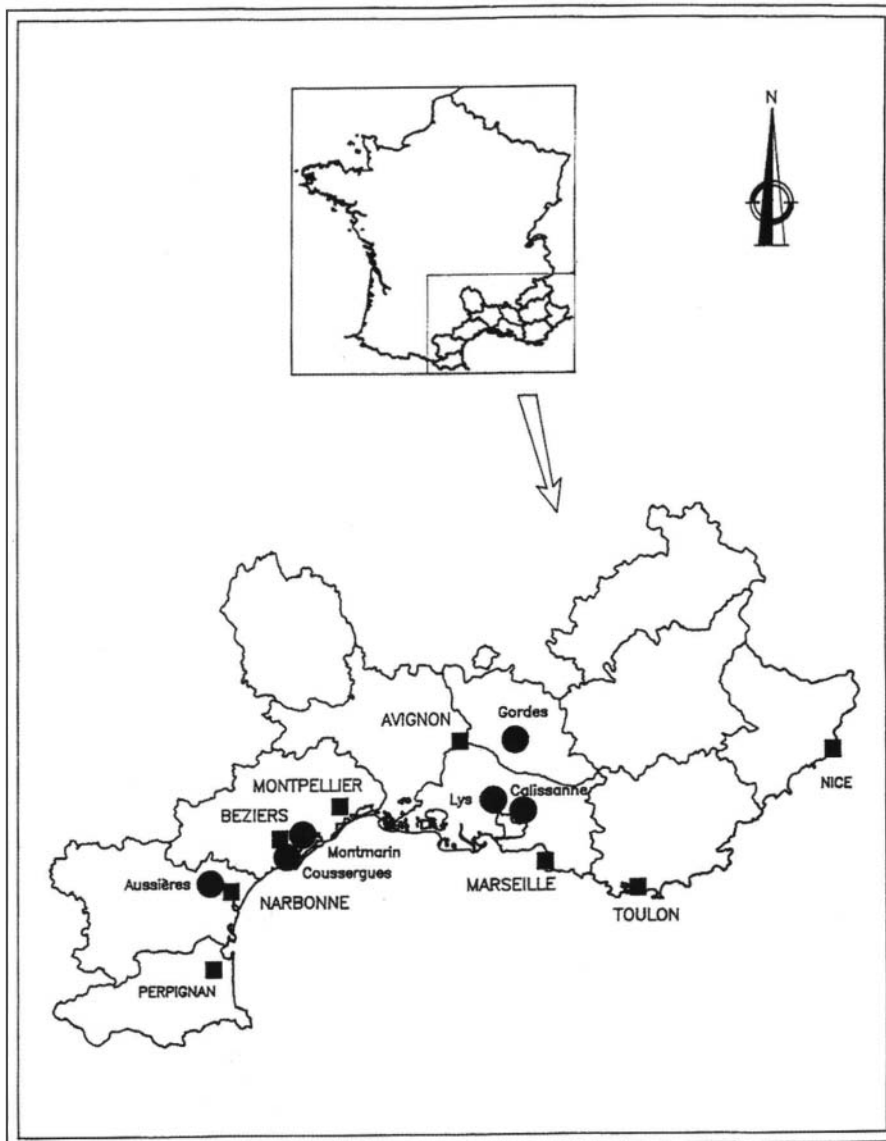 N
Gordes
AVIGNON
NICE
MONTPELLIER
Lys
Calissanne
BEZIERS
Montmarin
Coussergues
Aussières
MARSEILLE
NARBONNE
TOULON
PERPIGNAN